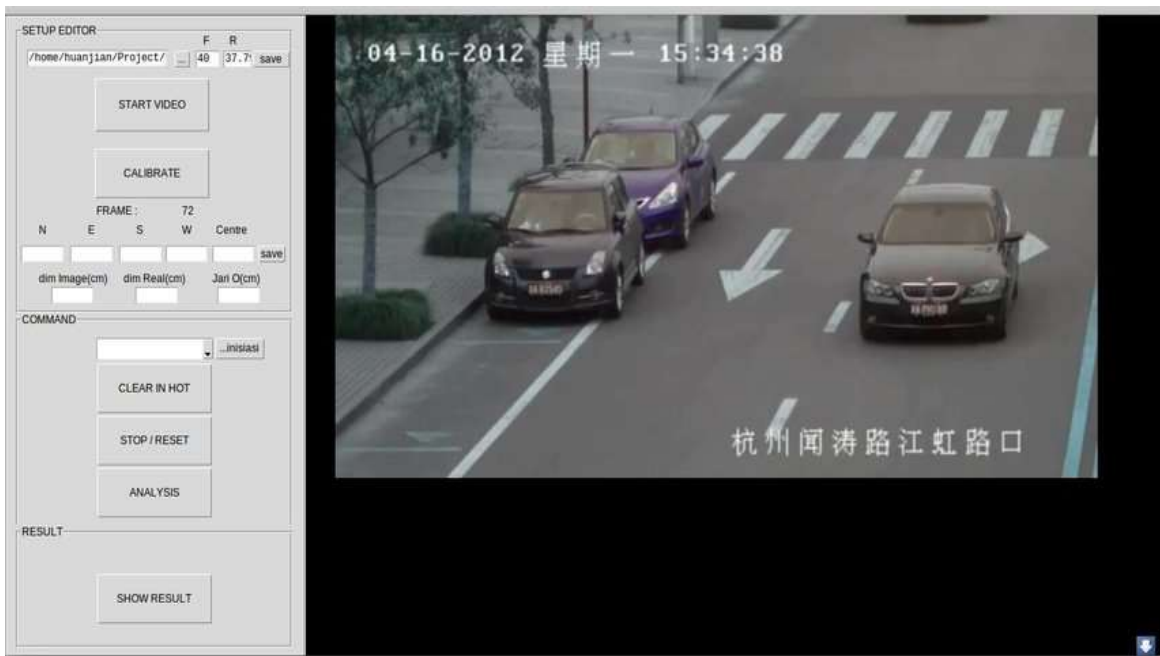 SETUP EDITOR
F R
/home/huanjian/Project/ ... 40 37.79 save
START VIDEO
CALIBRATE
FRAME : 72
N E S W Centre
save
dim Image(cm) dim Real(cm) Jari O(cm)
COMMAND
...inisiasi
CLEAR IN HOT
STOP / RESET
ANALYSIS
RESULT
SHOW RESULT
04-16-2012 星期一 15:34:38
杭州闻涛路江虹路口